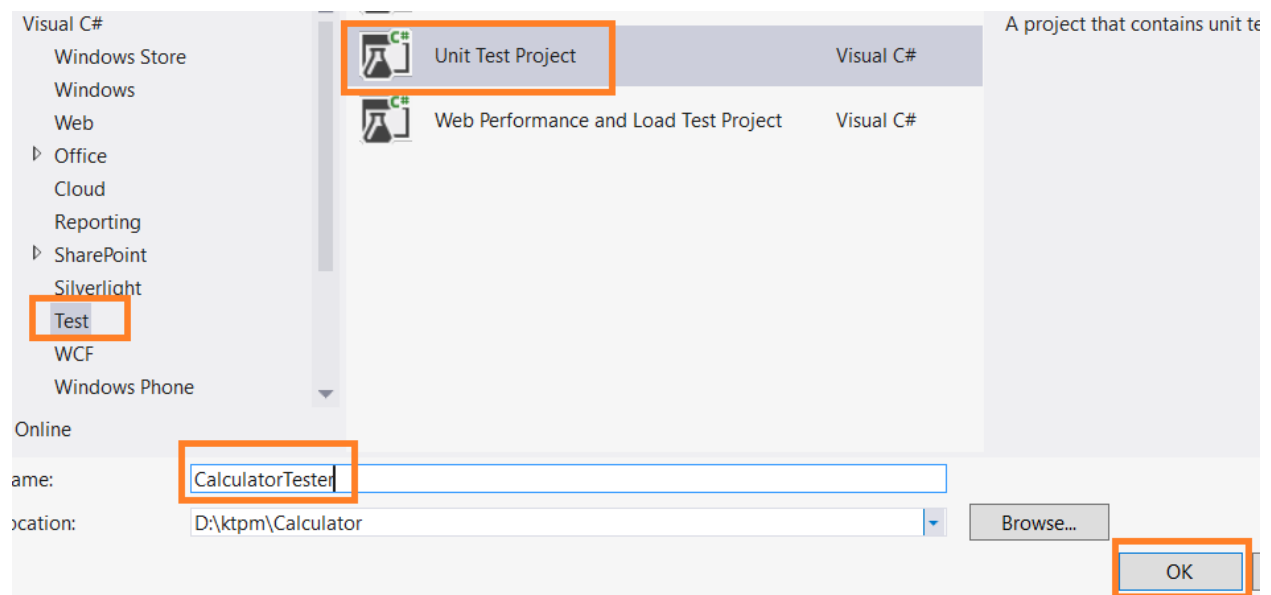 Visual C#
Windows Store
Windows
Web
Office
Cloud
Reporting
SharePoint
Silverlight
Test
WCF
Windows Phone
Online
C#
Unit Test Project Visual C#
C#
Web Performance and Load Test Project Visual C#
A project that contains unit te
ame: CalculatorTester
ocation: D:\ktpm\Calculator Browse...
OK